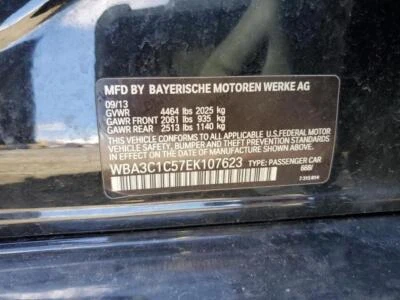 MFD BY BAYERISCHE MOTOREN WERKE AG
09/13
GVWR 4464 lbs 2025 kg
GAWR FRONT 2061 lbs 935 kg
GAWR REAR 2513 lbs 1140 kg
THIS VEHICLE CONFORMS TO ALL APPLICABLE
U.S.FEDERAL MOTOR
VEHICLE SAFETY, BUMPER, AND THEFT PREVENTION
STANDARDS IN EFFECT ON THE DATE OF
MANUFACTURE SHOWN ABOVE.
WBA3C1C57EK107623 TYPE: PASSENGER CAR
668/